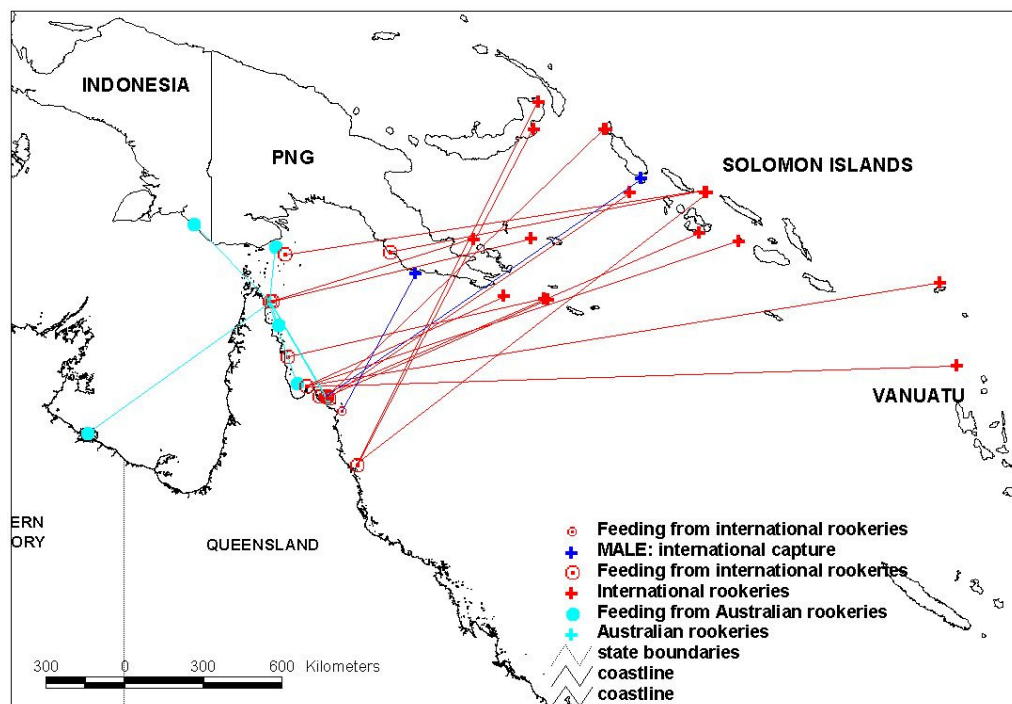 INDONESIA
PNG
SOLOMON ISLANDS
VANUATU
ERN
ORY
QUEENSLAND
Feeding from international rookeries
MALE: international capture
Feeding from international rookeries
International rookeries
Feeding from Australian rookeries
Australian rookeries
state boundaries
coastline
coastline
300 0 300 600 Kilometers